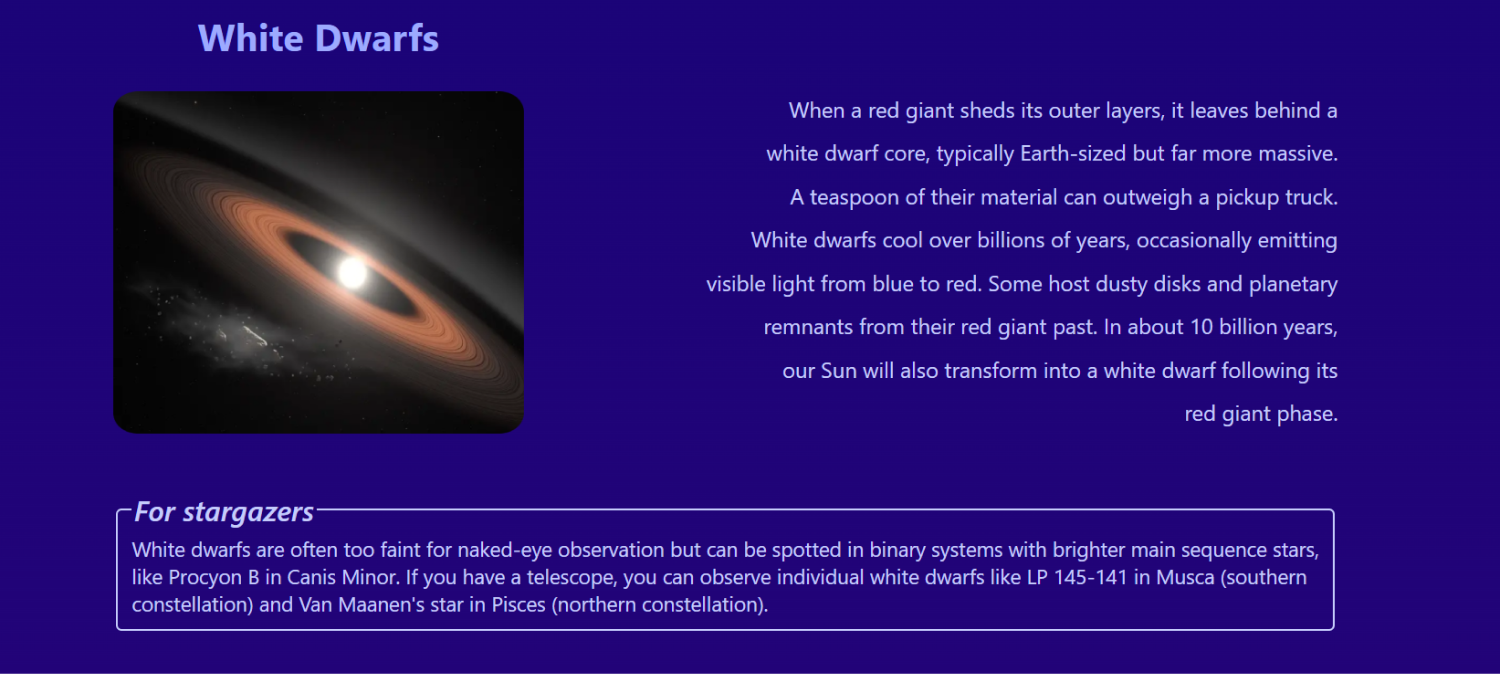 White Dwarfs
When a red giant sheds its outer layers, it leaves behind a
white dwarf core, typically Earth-sized but far more massive.
A teaspoon of their material can outweigh a pickup truck.
White dwarfs cool over billions of years, occasionally emitting
visible light from blue to red. Some host dusty disks and planetary
remnants from their red giant past. In about 10 billion years,
our Sun will also transform into a white dwarf following its
red giant phase.
For stargazers
White dwarfs are often too faint for naked-eye observation but can be spotted in binary systems with brighter main sequence stars,
like Procyon B in Canis Minor. If you have a telescope, you can observe individual white dwarfs like LP 145-141 in Musca (southern
constellation) and Van Maanen's star in Pisces (northern constellation).